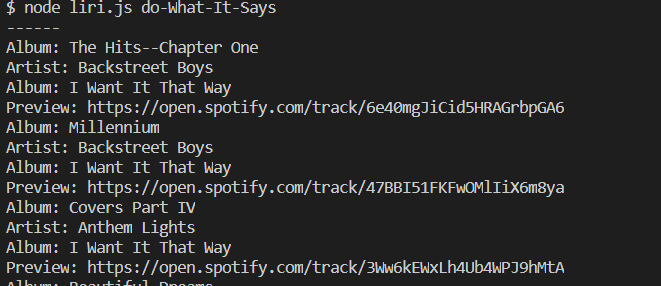 $ node liri.js do-What-It-Says
------
Album: The Hits--Chapter One
Artist: Backstreet Boys
Album: I Want It That Way
Preview: https://open.spotify.com/track/6e40mgJiCid5HRAGrbpGA6
Album: Millennium
Artist: Backstreet Boys
Album: I Want It That Way
Preview: https://open.spotify.com/track/47BBI51FKFwOMlIiX6m8ya
Album: Covers Part IV
Artist: Anthem Lights
Album: I Want It That Way
Preview: https://open.spotify.com/track/3Ww6kEWxLh4Ub4WPJ9hMtA
Album: Beautiful Dreams